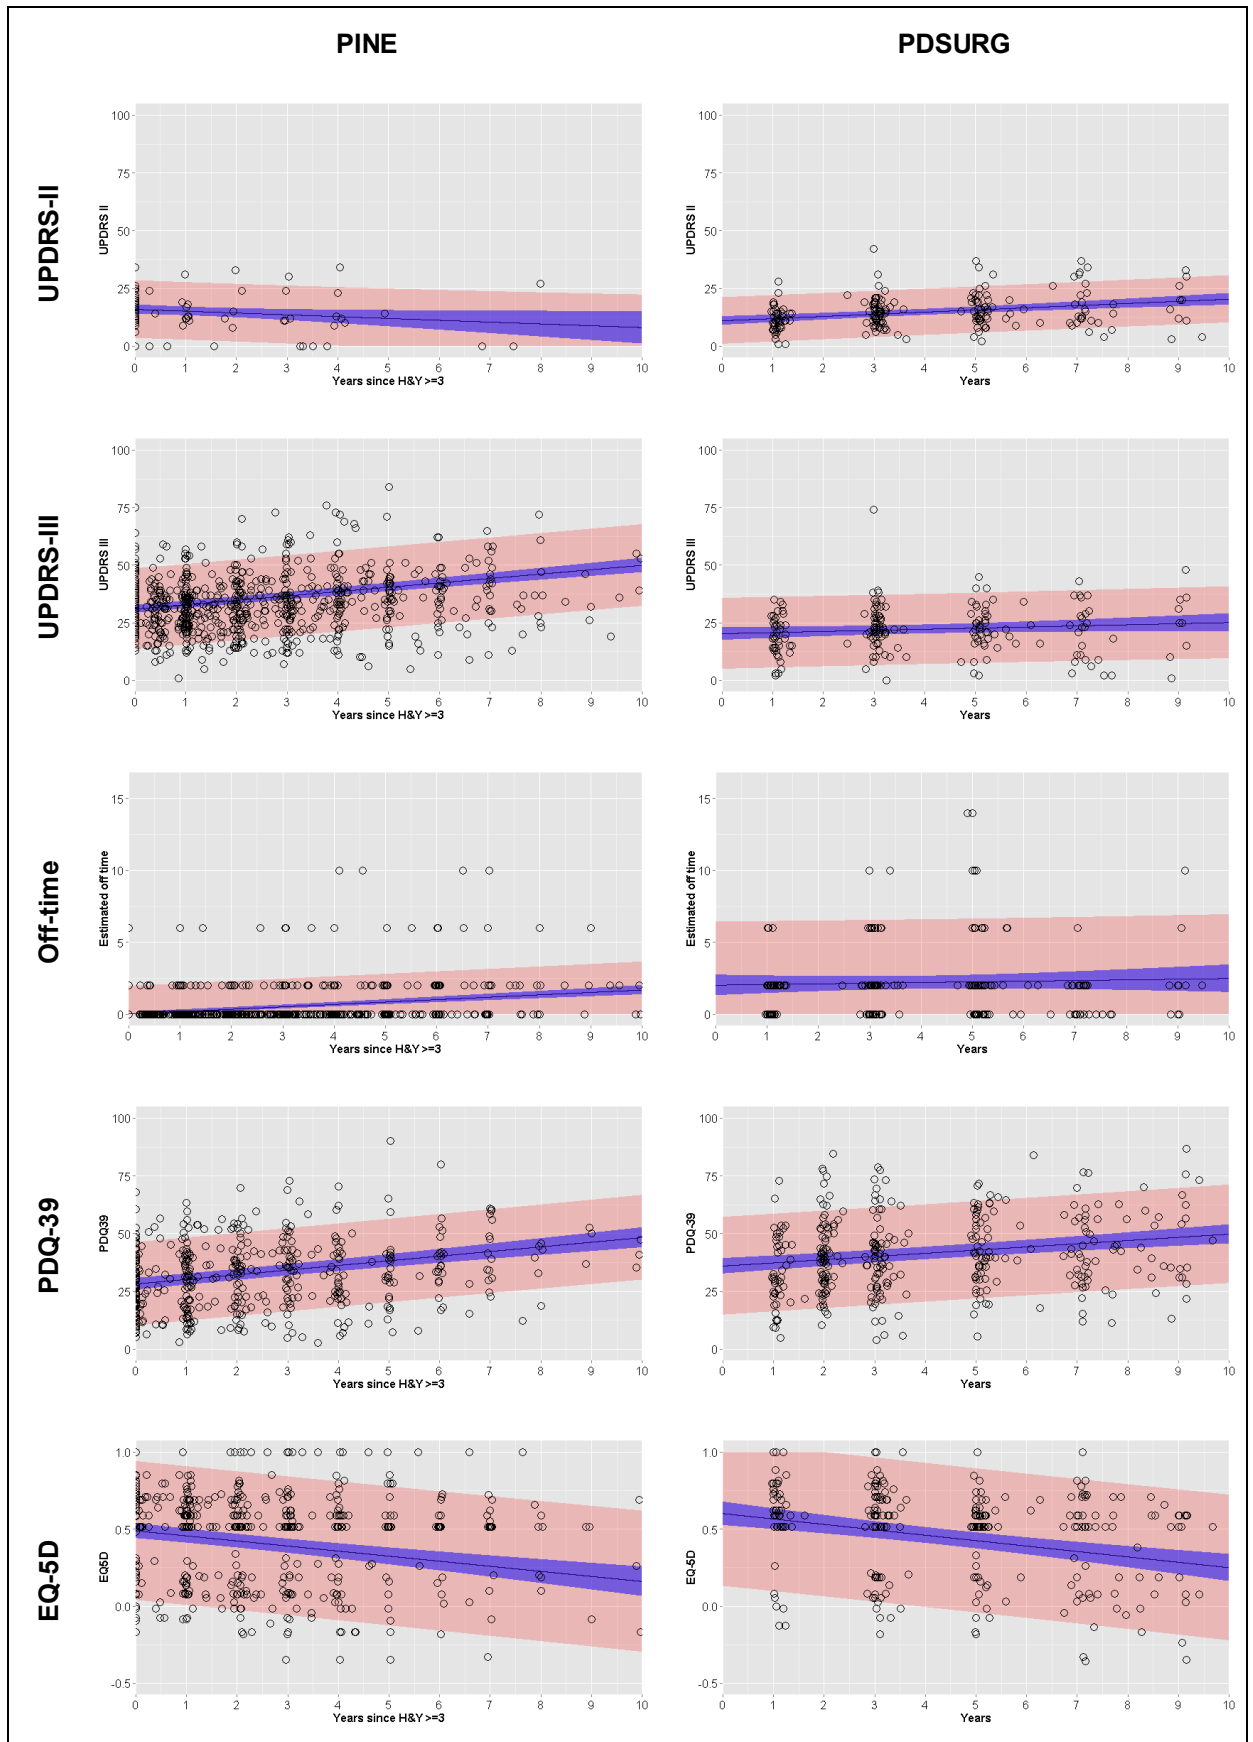 PINE PDSURG
UPDRS-II
UPDRS II
100
75
50
25
0
0 1 2 3 4 5 6 7 8 9 10
Years since H&Y >=3
UPDRS II
100
75
50
25
0
0 1 2 3 4 5 6 7 8 9 10
Years
UPDRS-III
UPDRS III
100
75
50
25
0
0 1 2 3 4 5 6 7 8 9 10
Years since H&Y >=3
UPDRS III
100
75
50
25
0
0 1 2 3 4 5 6 7 8 9 10
Years
Off-time
Estimated off time
15
10
5
0
0 1 2 3 4 5 6 7 8 9 10
Years since H&Y >=3
Estimated off time
15
10
5
0
0 1 2 3 4 5 6 7 8 9 10
Years
PDQ-39
PDQ39
100
75
50
25
0
0 1 2 3 4 5 6 7 8 9 10
Years since H&Y >=3
PDQ-39
100
75
50
25
0
0 1 2 3 4 5 6 7 8 9 10
Years
EQ-5D
EQ5D
1.0
0.5
0.0
-0.5
0 1 2 3 4 5 6 7 8 9 10
Years since H&Y >=3
EQ-5D
1.0
0.5
0.0
-0.5
0 1 2 3 4 5 6 7 8 9 10
Years